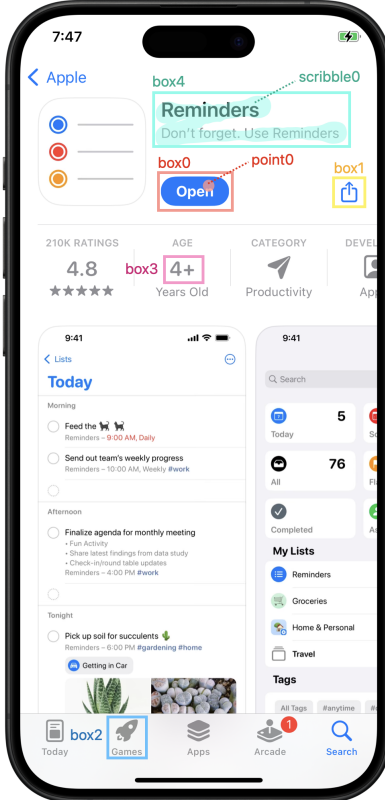 7:47
Apple
box4
scribble0
Reminders
Don't forget. Use Reminders
box0
point0
box1
Open
210K RATINGS
AGE
CATEGORY
DEVEL
4.8
box3
4+
Years Old
Productivity
App
9:41
Lists
Today
Morning
Feed the
Reminders – 9:00 AM, Daily
Send out team's weekly progress
Reminders – 10:00 AM, Weekly #work
Afternoon
Finalize agenda for monthly meeting
• Fun Activity
• Share latest findings from data study
• Check-in/round table updates
Reminders – 4:00 PM #work
Tonight
Pick up soil for succulents
Reminders – 6:00 PM #gardening #home
Getting in Car
9:41
Search
5
Today
Sc
76
All
Fla
Completed
As
My Lists
Reminders
Groceries
Home & Personal
Travel
Tags
All Tags
#anytime
box2
1
Today
Games
Apps
Arcade
Search